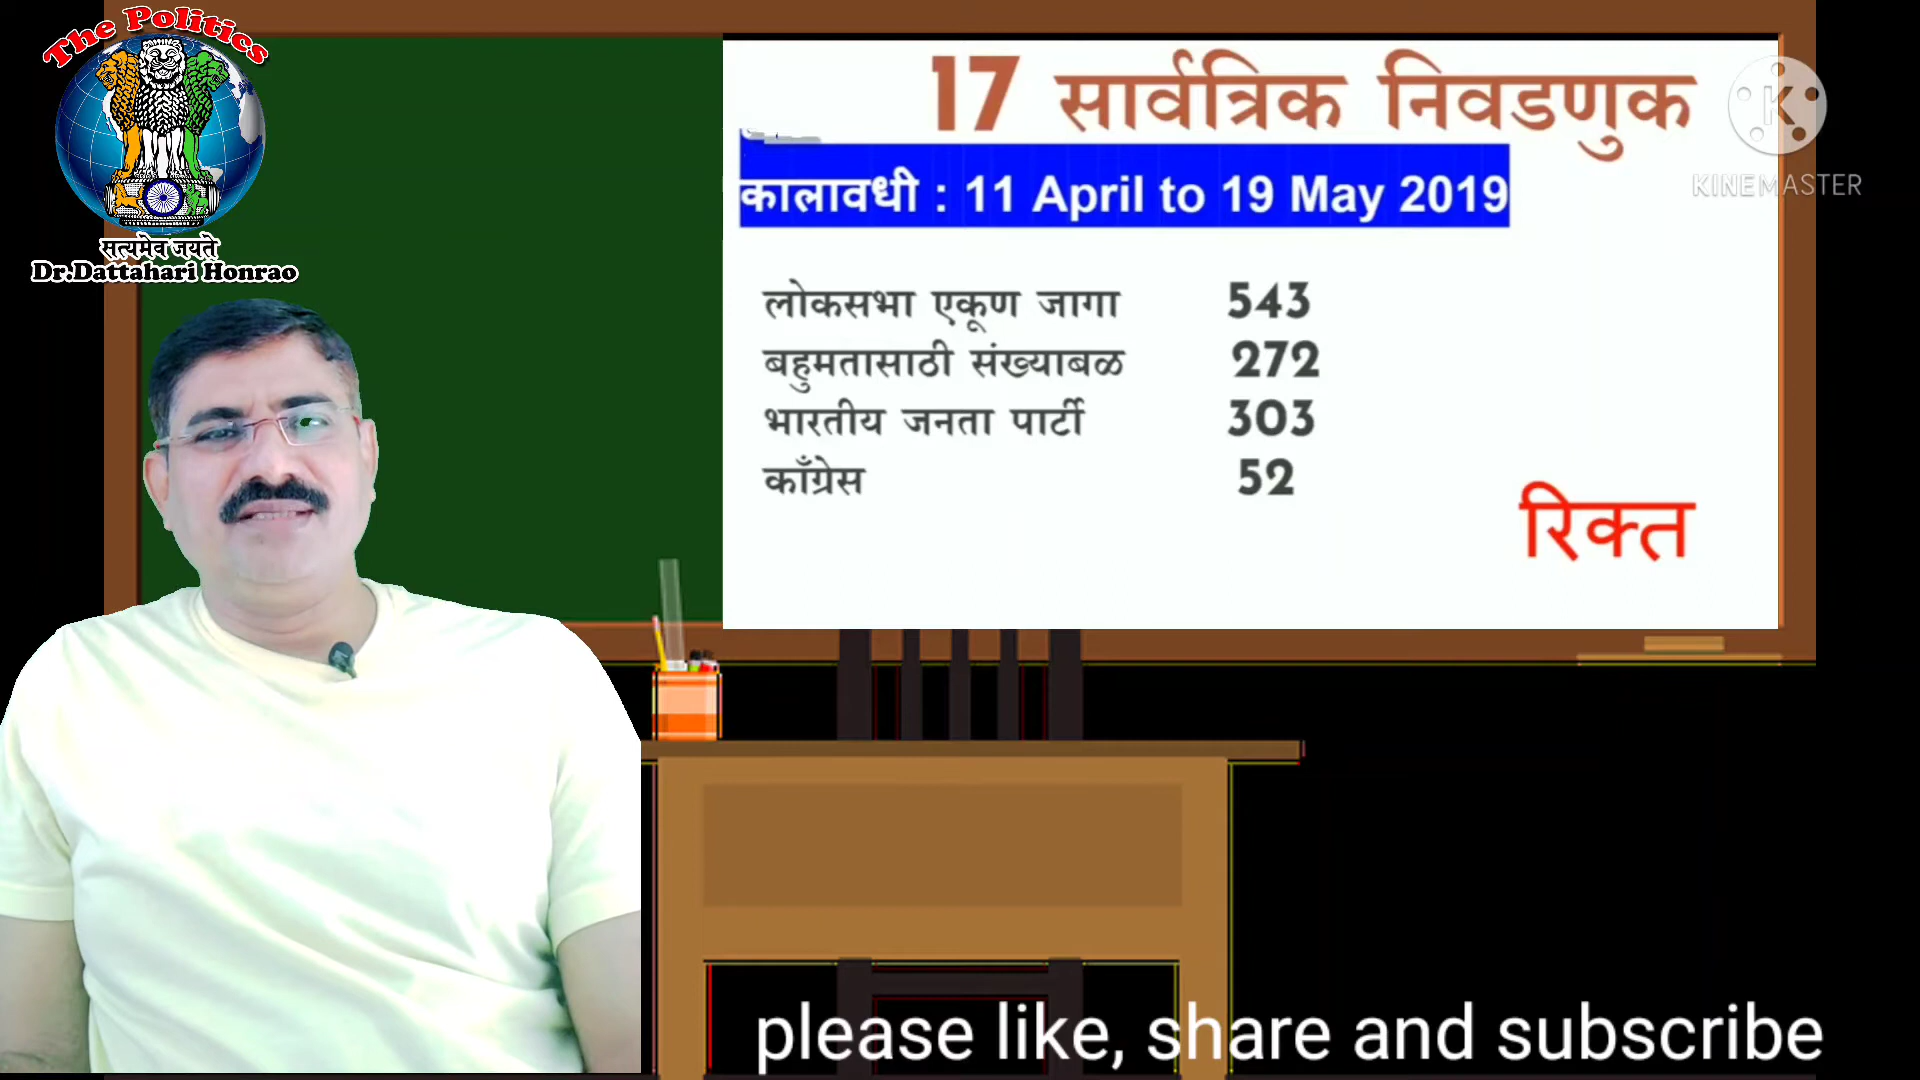 The Politics
सत्यमेव जयते
Dr.Dattahari Honrao
17 सार्वत्रिक निवडणुक
कालावधी : 11 April to 19 May 2019
लोकसभा एकूण जागा 543
बहुमतासाठी संख्याबळ 272
भारतीय जनता पार्टी 303
काँग्रेस 52
रिक्त
K
KINEMASTER
please like, share and subscribe